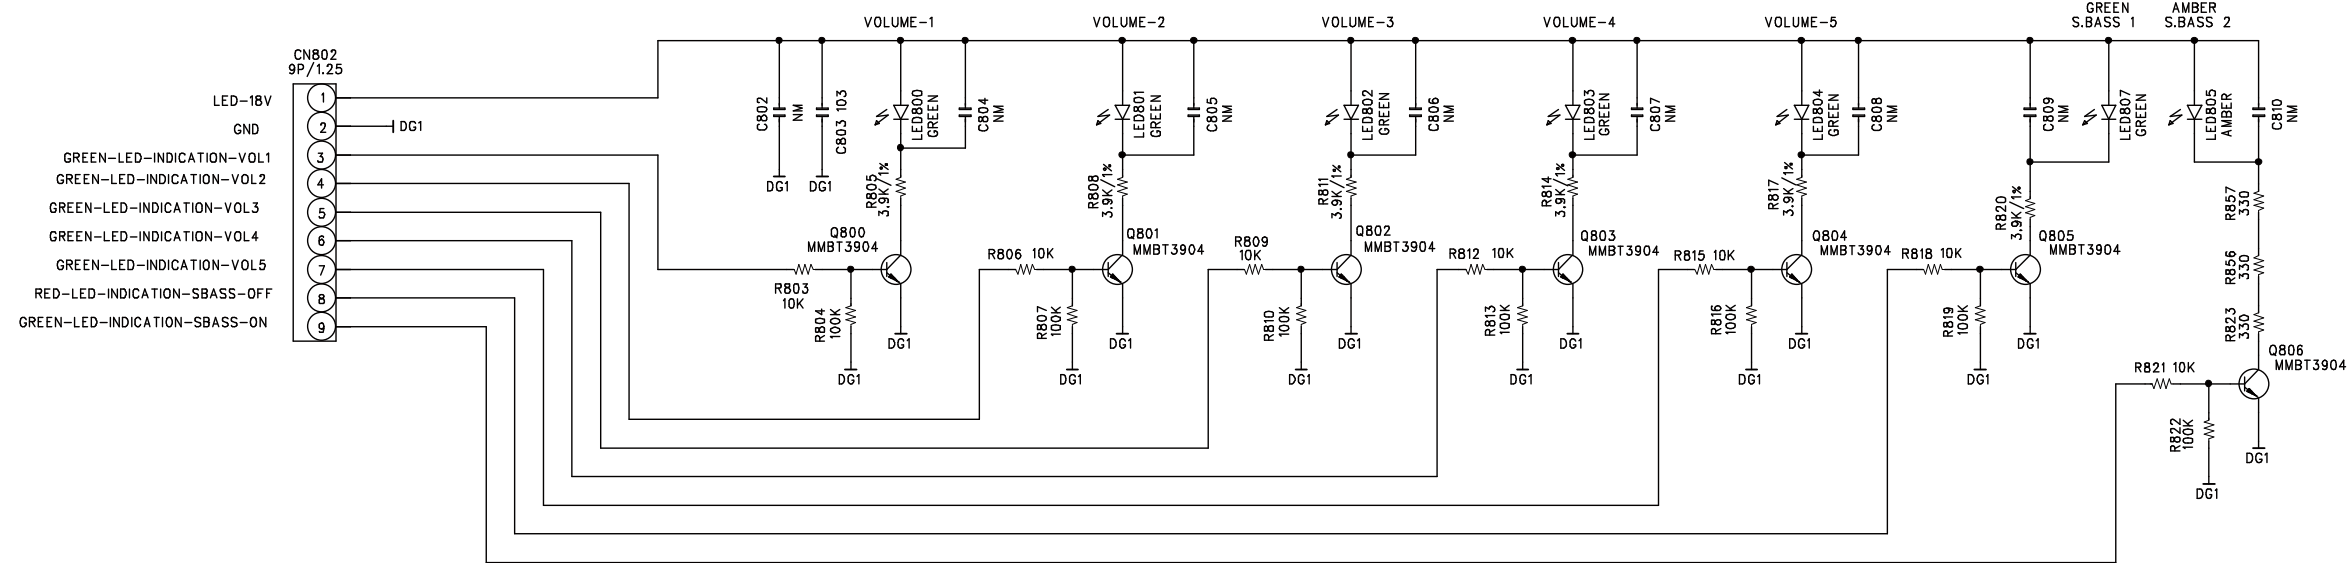 VOLUME-1
VOLUME-2
VOLUME-3
VOLUME-4
VOLUME-5
GREEN
S.BASS 1
AMBER
S.BASS 2
CN802
9P/1.25
LED-18V
1
GND
2
DG1
GREEN-LED-INDICATION-VOL1
3
GREEN-LED-INDICATION-VOL2
4
GREEN-LED-INDICATION-VOL3
5
GREEN-LED-INDICATION-VOL4
6
GREEN-LED-INDICATION-VOL5
7
RED-LED-INDICATION-SBASS-OFF
8
GREEN-LED-INDICATION-SBASS-ON
9
C802
NM
DG1
C803 103
DG1
LED800
GREEN
C804
NM
R805
3.9K/1%
Q800
MMBT3904
R803
10K
R804
100K
DG1
DG1
LED801
GREEN
C805
NM
R808
3.9K/1%
Q801
MMBT3904
R806 10K
R807
100K
DG1
DG1
LED802
GREEN
C806
NM
R811
3.9K/1%
Q802
MMBT3904
R809
10K
R810
100K
DG1
DG1
LED803
GREEN
C807
NM
R814
3.9K/1%
Q803
MMBT3904
R812 10K
R813
100K
DG1
DG1
LED804
GREEN
C808
NM
R817
3.9K/1%
Q804
MMBT3904
R815 10K
R816
100K
DG1
DG1
C809
NM
LED807
GREEN
R820
3.9K/1%
Q805
MMBT3904
R818 10K
R819
100K
DG1
DG1
LED805
AMBER
C810
NM
R857
330
R856
330
R823
330
Q806
MMBT3904
R821 10K
R822
100K
DG1
DG1